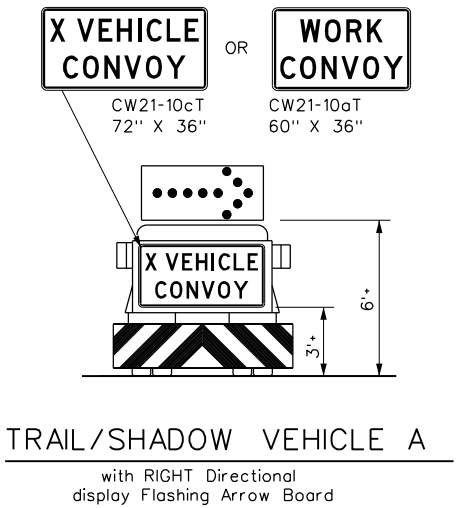 X VEHICLE
CONVOY
OR
WORK
CONVOY
CW21-10cT
72" X 36"
CW21-10aT
60" X 36"
X VEHICLE
CONVOY
3'+
6'+
TRAIL/SHADOW VEHICLE A
with RIGHT Directional
display Flashing Arrow Board